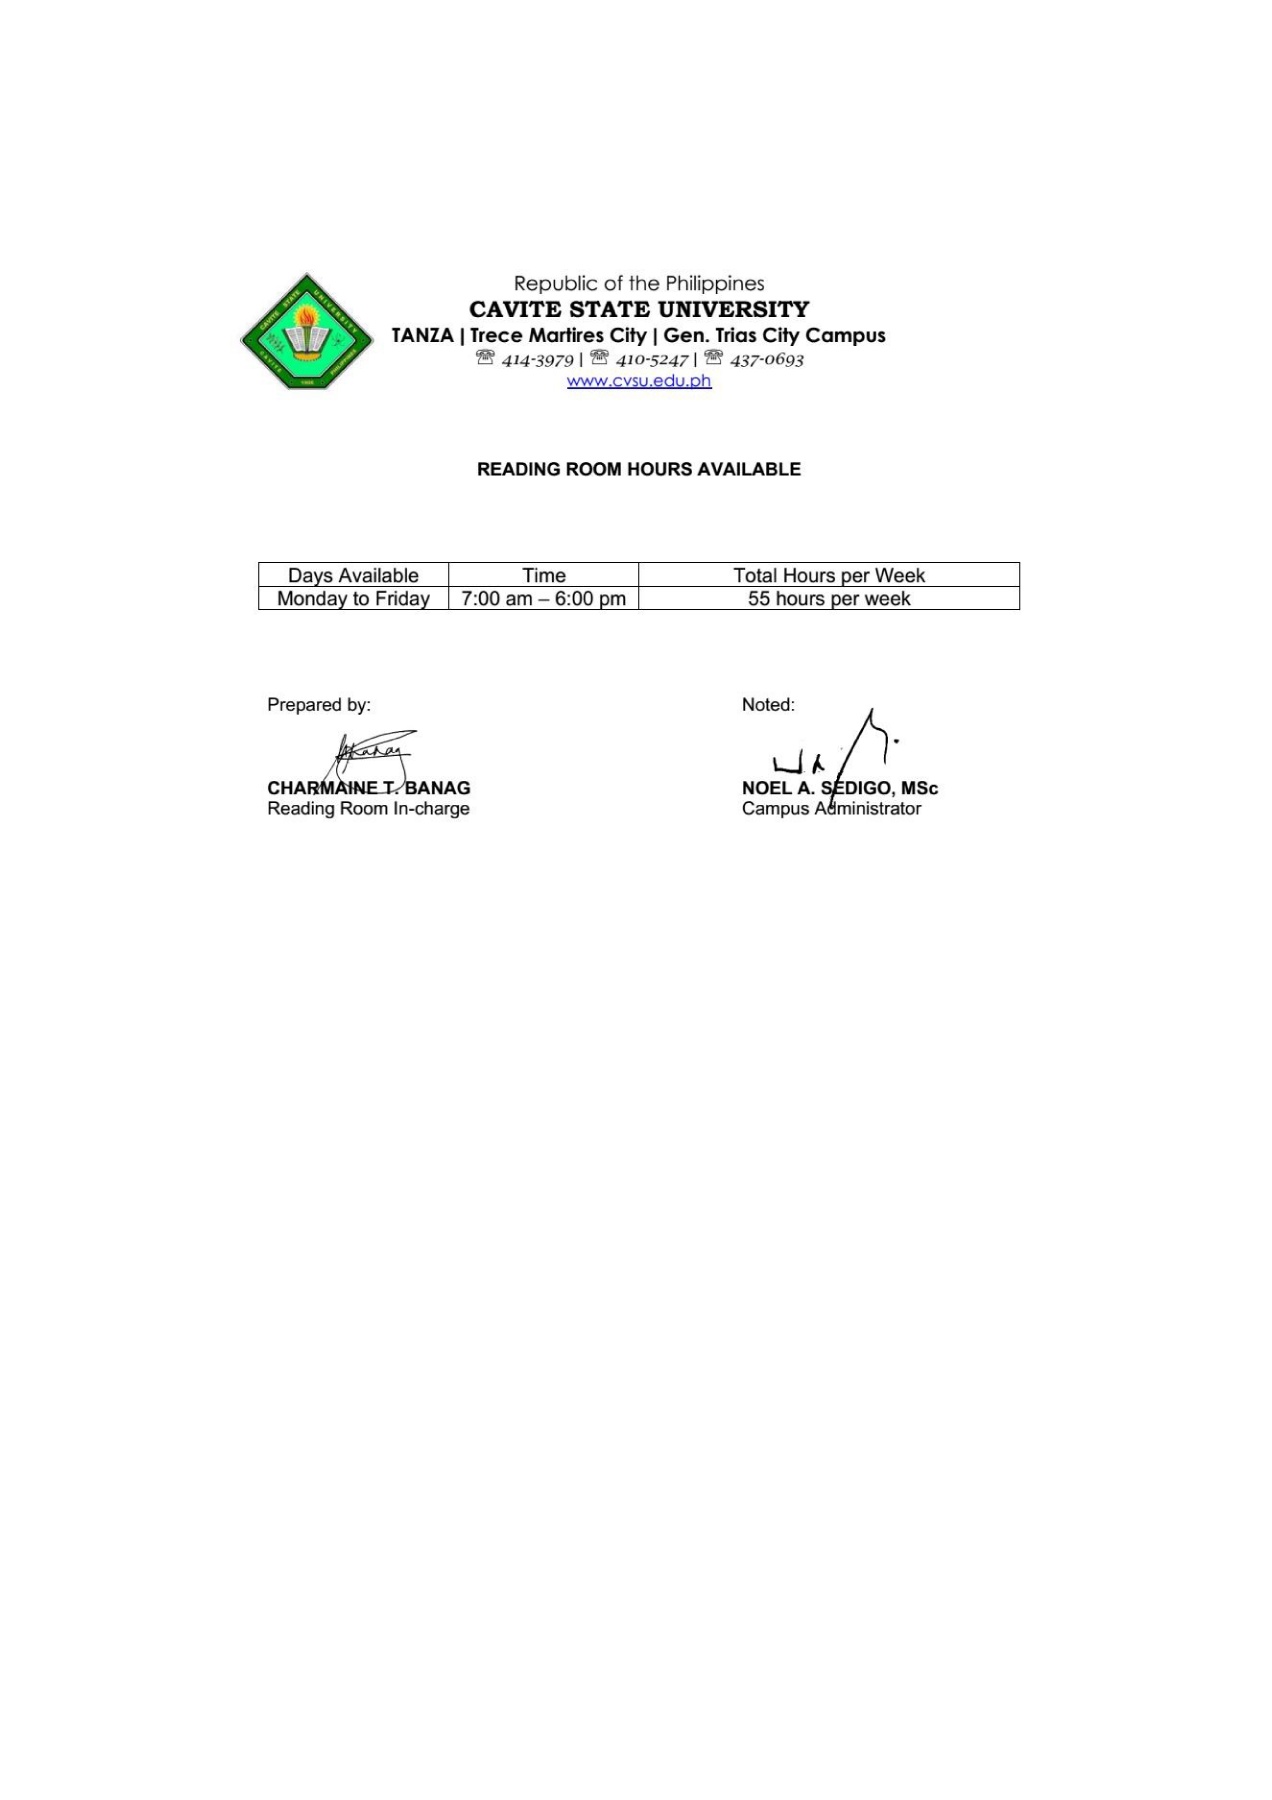 Republic of the Philippines
CAVITE STATE UNIVERSITY
TANZA | Trece Martires City | Gen. Trias City Campus
☏ 414-3979 | ☏ 410-5247 | ☏ 437-0693
www.cvsu.edu.ph
CAVITE STATE UNIVERSITY
CAVITE PHILIPPINES
READING ROOM HOURS AVAILABLE
Days Available Time Total Hours per Week
Monday to Friday 7:00 am – 6:00 pm 55 hours per week
Prepared by: Noted:
CHARMAINE T. BANAG NOEL A. SEDIGO, MSc
Reading Room In-charge Campus Administrator